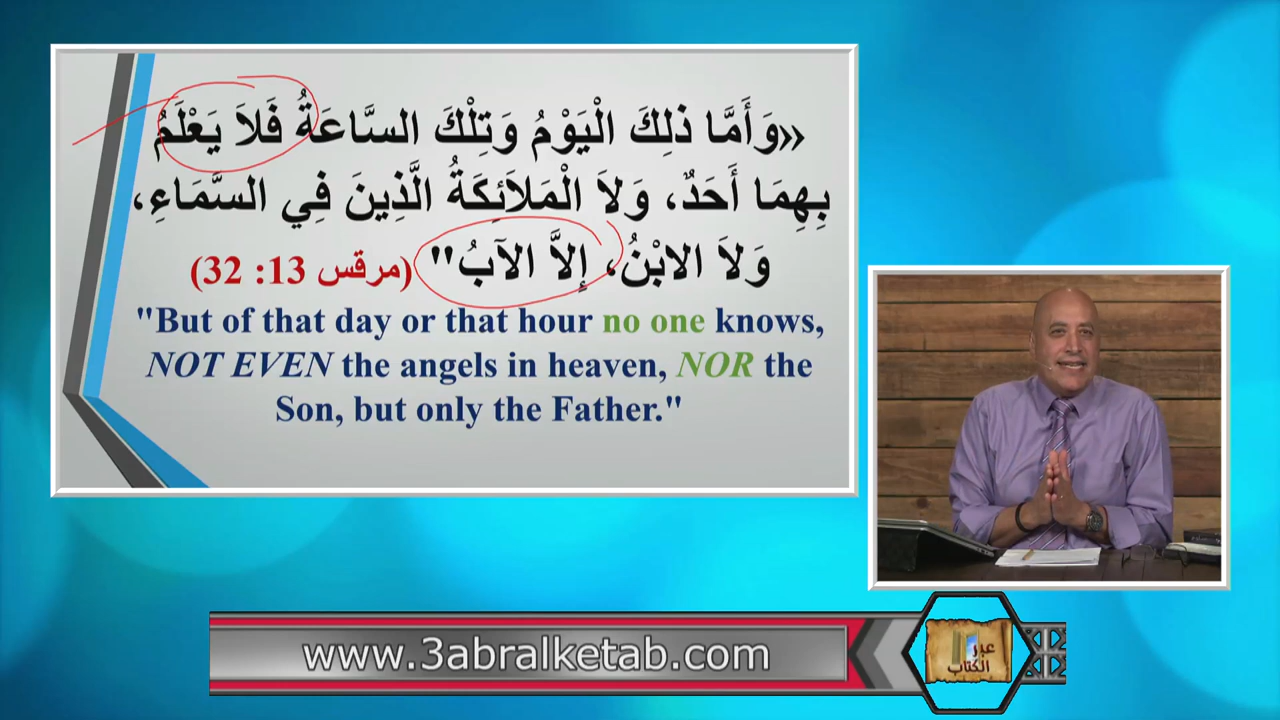 «وَأَمَّا ذلِكَ الْيَوْمُ وَتِلْكَ السَّاعَةُ فَلاَ يَعْلَمُ
بِهِمَا أَحَدٌ، وَلاَ الْمَلاَئِكَةُ الَّذِينَ فِي السَّمَاءِ،
وَلاَ الابْنُ، إِلاَّ الآبُ" (مرقس 13: 32)
"But of that day or that hour no one knows,
NOT EVEN the angels in heaven, NOR the
Son, but only the Father."
www.3abralketab.com
عبر
الكتاب